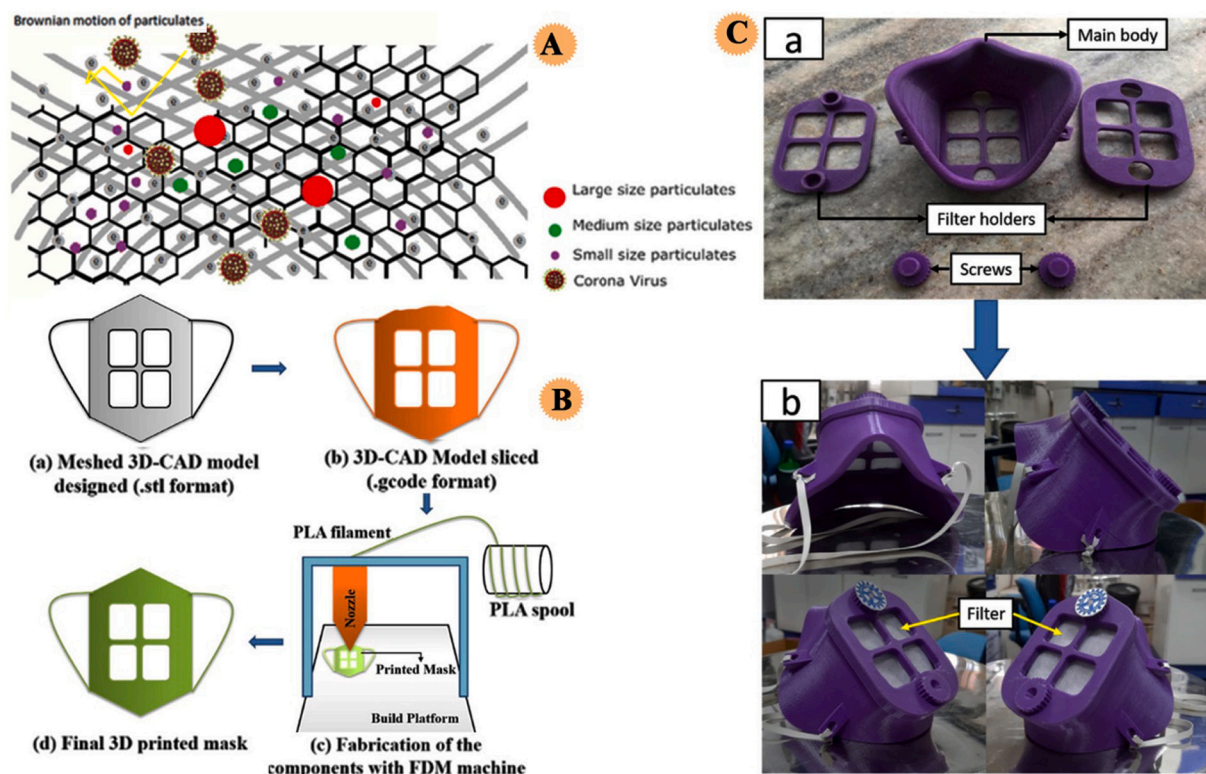 Brownian motion of particulates
A
Large size particulates
Medium size particulates
Small size particulates
Corona Virus
(a) Meshed 3D-CAD model
designed (.stl format)
(b) 3D-CAD Model sliced
(.gcode format)
B
PLA filament
PLA spool
Nozzle
Printed Mask
Build Platform
(c) Fabrication of the
components with FDM machine
(d) Final 3D printed mask
C
a
Main body
Filter holders
Screws
b
Filter